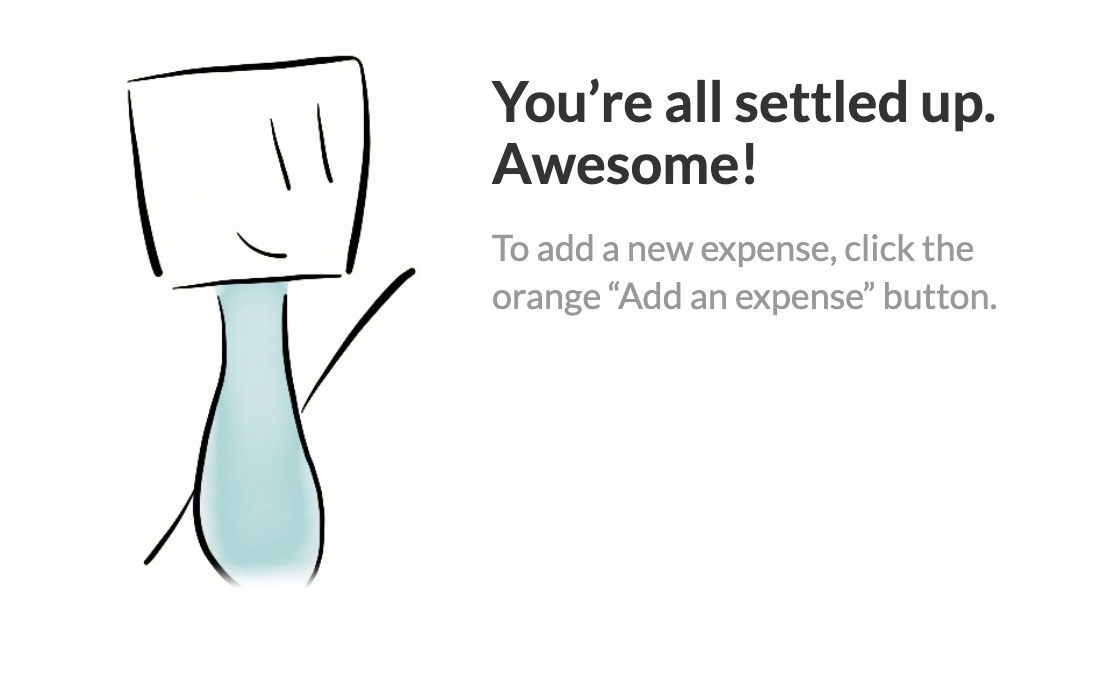 You’re all settled up.
Awesome!
To add a new expense, click the
orange “Add an expense” button.